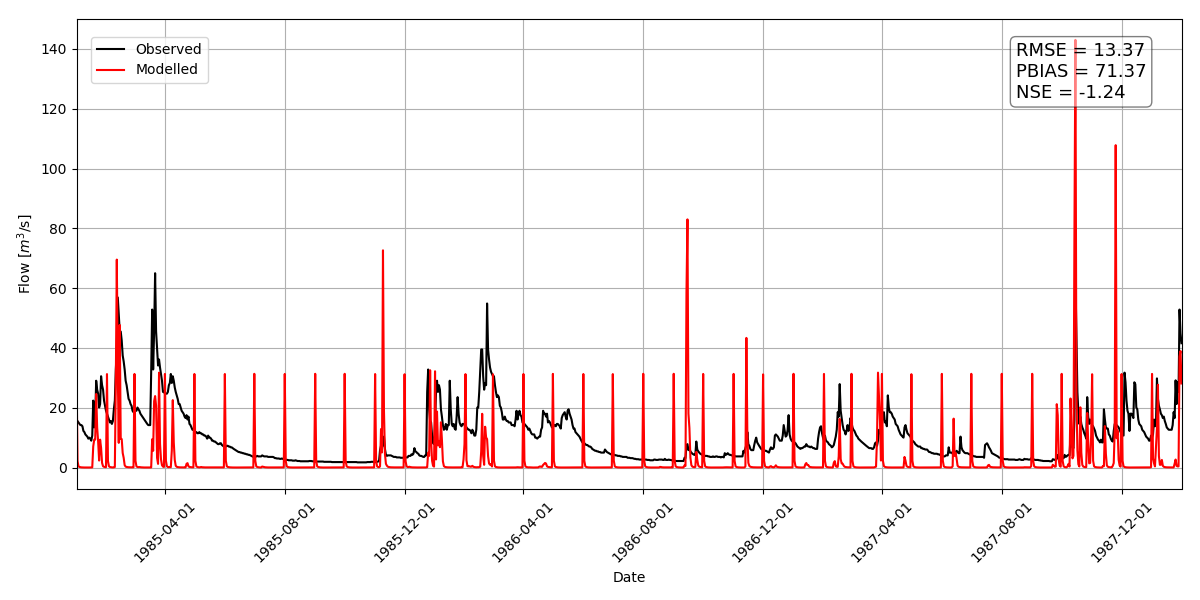 Observed
Modelled
RMSE = 13.37
PBIAS = 71.37
NSE = -1.24
Flow [$m^3$/s]
140
120
100
80
60
40
20
0
1985-04-01
1985-08-01
1985-12-01
1986-04-01
1986-08-01
1986-12-01
1987-04-01
1987-08-01
1987-12-01
Date